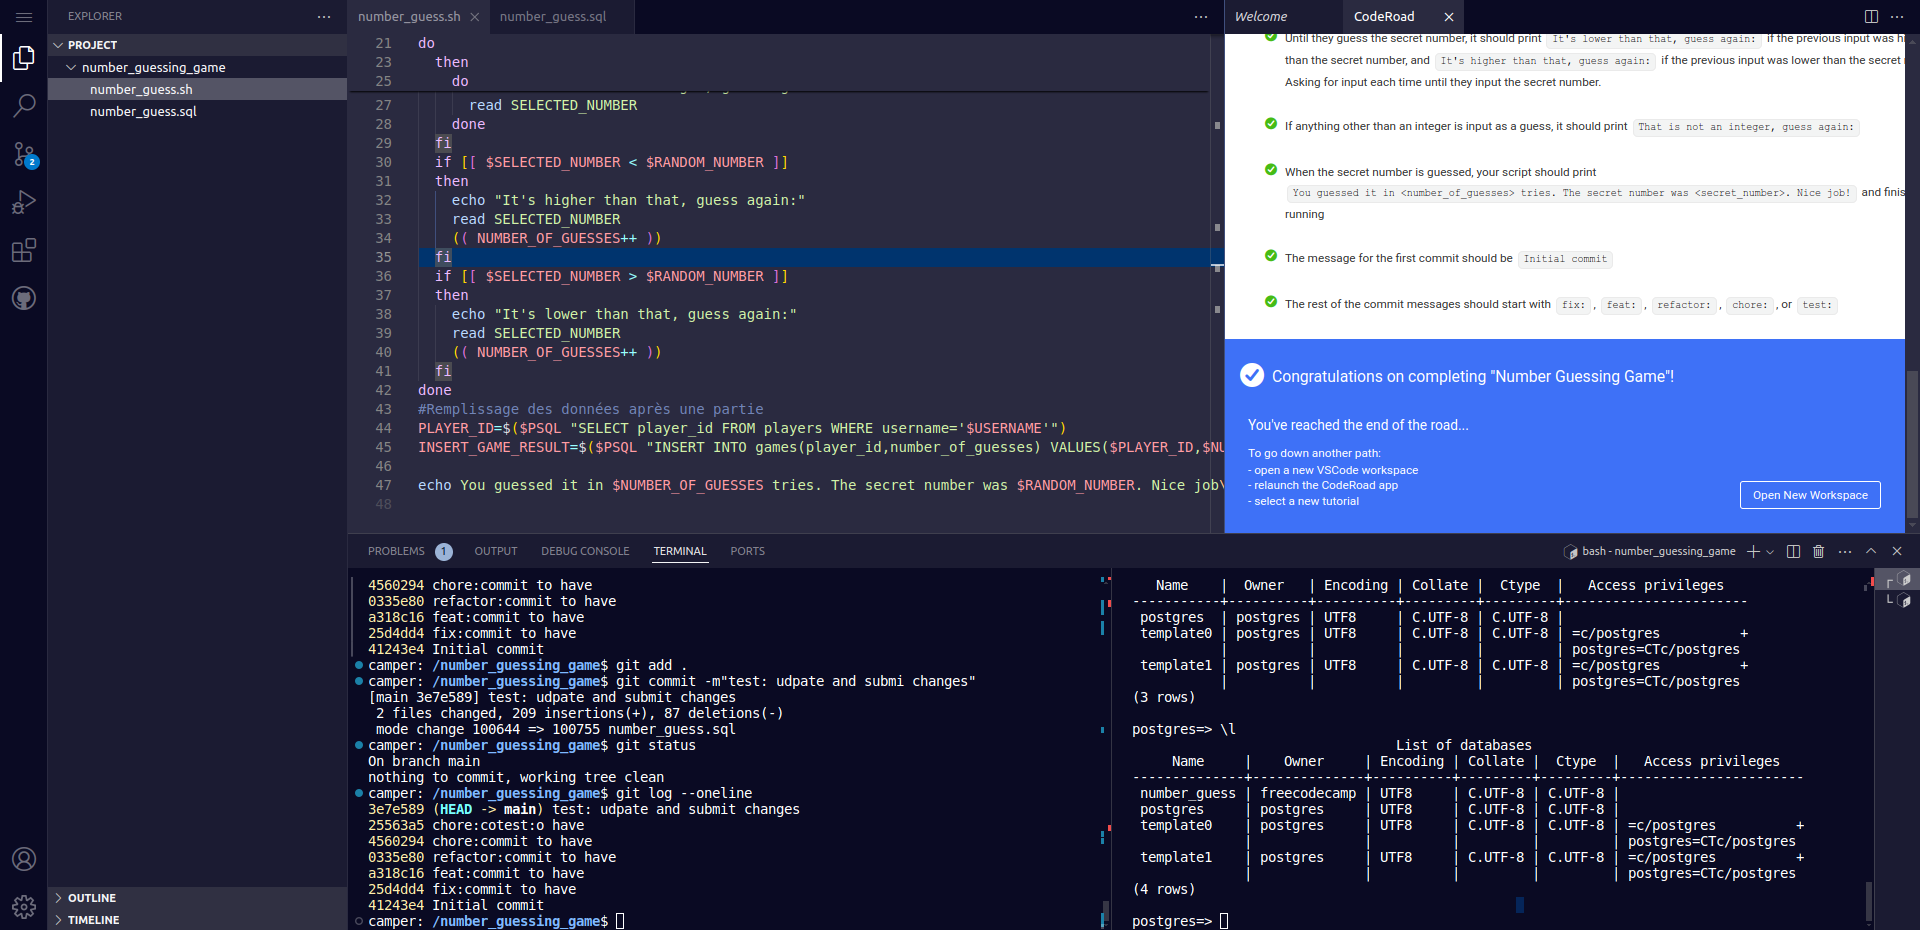 EXPLORER
PROJECT
number_guessing_game
number_guess.sh
number_guess.sql
2
OUTLINE
TIMELINE
number_guess.sh
number_guess.sql
21 do
23 then
25 do
27 read SELECTED_NUMBER
28 done
29 fi
30 if [[ $SELECTED_NUMBER < $RANDOM_NUMBER ]]
31 then
32 echo "It's higher than that, guess again:"
33 read SELECTED_NUMBER
34 (( NUMBER_OF_GUESSES++ ))
35 fi
36 if [[ $SELECTED_NUMBER > $RANDOM_NUMBER ]]
37 then
38 echo "It's lower than that, guess again:"
39 read SELECTED_NUMBER
40 (( NUMBER_OF_GUESSES++ ))
41 fi
42 done
43 #Remplissage des données après une partie
44 PLAYER_ID=$($PSQL "SELECT player_id FROM players WHERE username='$USERNAME'")
45 INSERT_GAME_RESULT=$($PSQL "INSERT INTO games(player_id,number_of_guesses) VALUES($PLAYER_ID,$NU
46
47 echo You guessed it in $NUMBER_OF_GUESSES tries. The secret number was $RANDOM_NUMBER. Nice job\
48
Welcome
CodeRoad
Until they guess the secret number, it should print It's lower than that, guess again: if the previous input was h
than the secret number, and It's higher than that, guess again: if the previous input was lower than the secret
Asking for input each time until they input the secret number.
If anything other than an integer is input as a guess, it should print That is not an integer, guess again:
When the secret number is guessed, your script should print
You guessed it in <number_of_guesses> tries. The secret number was <secret_number>. Nice job! and finis
running
The message for the first commit should be Initial commit
The rest of the commit messages should start with fix: , feat: , refactor: , chore: , or test:
Congratulations on completing "Number Guessing Game"!
You've reached the end of the road...
To go down another path:
- open a new VSCode workspace
- relaunch the CodeRoad app
- select a new tutorial
Open New Workspace
PROBLEMS 1 OUTPUT DEBUG CONSOLE TERMINAL PORTS
bash - number_guessing_game
4560294 chore:commit to have
0335e80 refactor:commit to have
a318c16 feat:commit to have
25d4dd4 fix:commit to have
41243e4 Initial commit
camper: /number_guessing_game$ git add .
camper: /number_guessing_game$ git commit -m"test: udpate and submi changes"
[main 3e7e589] test: udpate and submit changes
2 files changed, 209 insertions(+), 87 deletions(-)
mode change 100644 => 100755 number_guess.sql
camper: /number_guessing_game$ git status
On branch main
nothing to commit, working tree clean
camper: /number_guessing_game$ git log --oneline
3e7e589 (HEAD -> main) test: udpate and submit changes
25563a5 chore:cotest:o have
4560294 chore:commit to have
0335e80 refactor:commit to have
a318c16 feat:commit to have
25d4dd4 fix:commit to have
41243e4 Initial commit
camper: /number_guessing_game$
Name | Owner | Encoding | Collate | Ctype | Access privileges
-----------+----------+----------+---------+---------+-----------------------
postgres | postgres | UTF8 | C.UTF-8 | C.UTF-8 |
template0 | postgres | UTF8 | C.UTF-8 | C.UTF-8 | =c/postgres +
| | | | | postgres=CTc/postgres
template1 | postgres | UTF8 | C.UTF-8 | C.UTF-8 | =c/postgres +
| | | | | postgres=CTc/postgres
(3 rows)
postgres=> \l
List of databases
Name | Owner | Encoding | Collate | Ctype | Access privileges
--------------+--------------+----------+---------+---------+-----------------------
number_guess | freecodecamp | UTF8 | C.UTF-8 | C.UTF-8 |
postgres | postgres | UTF8 | C.UTF-8 | C.UTF-8 |
template0 | postgres | UTF8 | C.UTF-8 | C.UTF-8 | =c/postgres +
| | | | | postgres=CTc/postgres
template1 | postgres | UTF8 | C.UTF-8 | C.UTF-8 | =c/postgres +
| | | | | postgres=CTc/postgres
(4 rows)
postgres=>